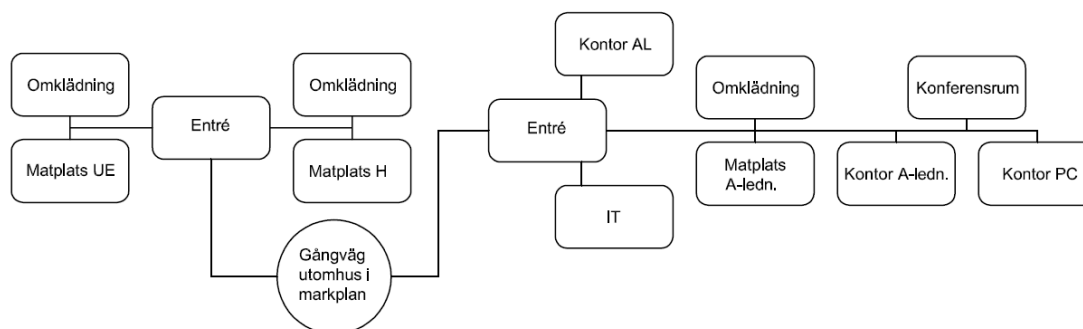 Kontor AL
Omklädning
Omklädning
Omklädning
Konferensrum
Entré
Entré
Matplats UE
Matplats H
Matplats
A-ledn.
Kontor A-ledn.
Kontor PC
IT
Gångväg
utomhus i
markplan